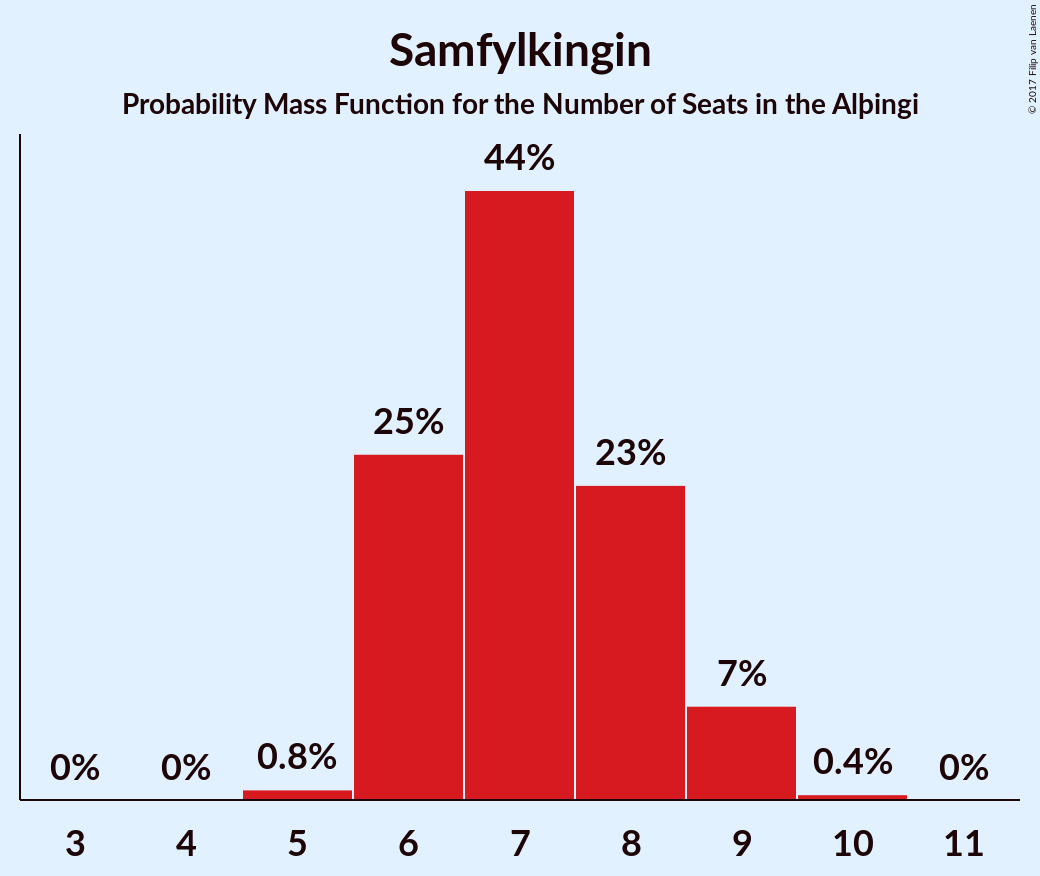 Samfylkingin
Probability Mass Function for the Number of Seats in the Alþingi
© 2017 Filip van Laenen
44%
25%
23%
7%
0%
0%
0.8%
0.4%
0%
3 4 5 6 7 8 9 10 11